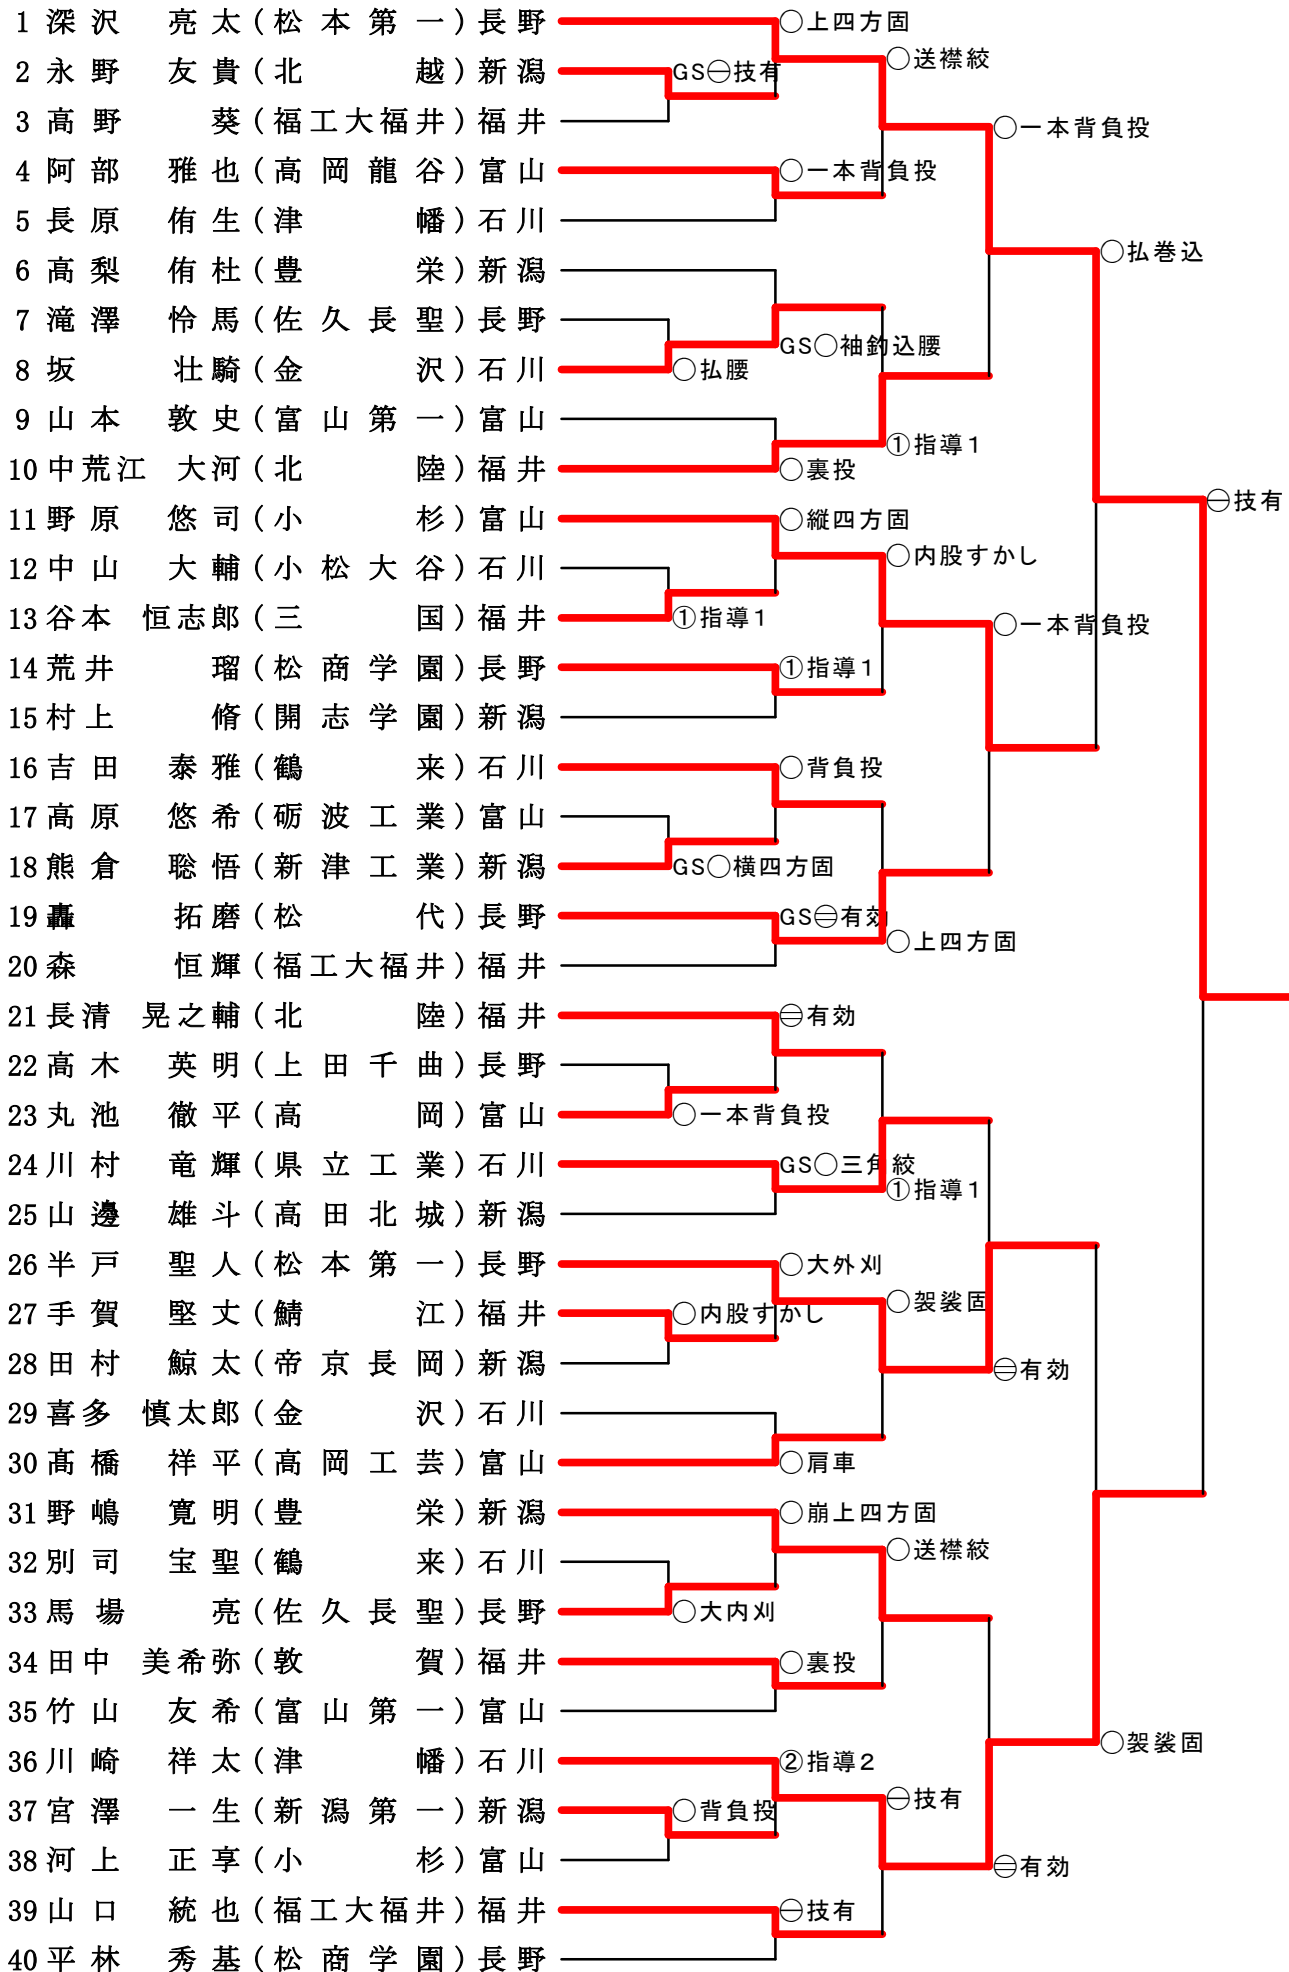 1 深沢 亮太(松本第一)長野 ○上四方固
○送襟絞
2 永野 友貴(北越)新潟 GS㊀技有
3 高野 葵(福工大福井)福井 ○一本背負投
4 阿部 雅也(高岡龍谷)富山 ○一本背負投
5 長原 侑生(津幡)石川
○払巻込
6 高梨 侑杜(豊栄)新潟
7 滝澤 怜馬(佐久長聖)長野
GS○袖釣込腰
8 坂 壮騎(金沢)石川 ○払腰
9 山本 敦史(富山第一)富山
①指導1
10 中荒江 大河(北陸)福井 ○裏投
⊖技有
11 野原 悠司(小杉)富山 ○縦四方固
○内股すかし
12 中山 大輔(小松大谷)石川
13 谷本 恒志郎(三国)福井 ①指導1 ○一本背負投
14 荒井 瑠(松商学園)長野 ①指導1
15 村上 脩(開志学園)新潟
16 吉田 泰雅(鶴来)石川 ○背負投
17 高原 悠希(砺波工業)富山
18 熊倉 聡悟(新津工業)新潟 GS○横四方固
19 轟 拓磨(松代)長野 GS㊁有効
○上四方固
20 森 恒輝(福工大福井)福井
21 長清 晃之輔(北陸)福井 ㊁有効
22 高木 英明(上田千曲)長野
23 丸池 徹平(高岡)富山 ○一本背負投
24 川村 竜輝(県立工業)石川 GS○三角絞
①指導1
25 山邊 雄斗(高田北城)新潟
26 半戸 聖人(松本第一)長野 ○大外刈
○袈裟固
27 手賀 堅丈(鯖江)福井 ○内股すかし
28 田村 鯨太(帝京長岡)新潟 ㊁有効
29 喜多 慎太郎(金沢)石川
30 髙橋 祥平(高岡工芸)富山 ○肩車
31 野嶋 寛明(豊栄)新潟 ○崩上四方固
○送襟絞
32 別司 宝聖(鶴来)石川
33 馬場 亮(佐久長聖)長野 ○大内刈
34 田中 美希弥(敦賀)福井 ○裏投
35 竹山 友希(富山第一)富山
○袈裟固
36 川崎 祥太(津幡)石川 ②指導2
⊖技有
37 宮澤 一生(新潟第一)新潟 ○背負投
38 河上 正享(小杉)富山 ㊁有効
39 山口 統也(福工大福井)福井 ⊖技有
40 平林 秀基(松商学園)長野